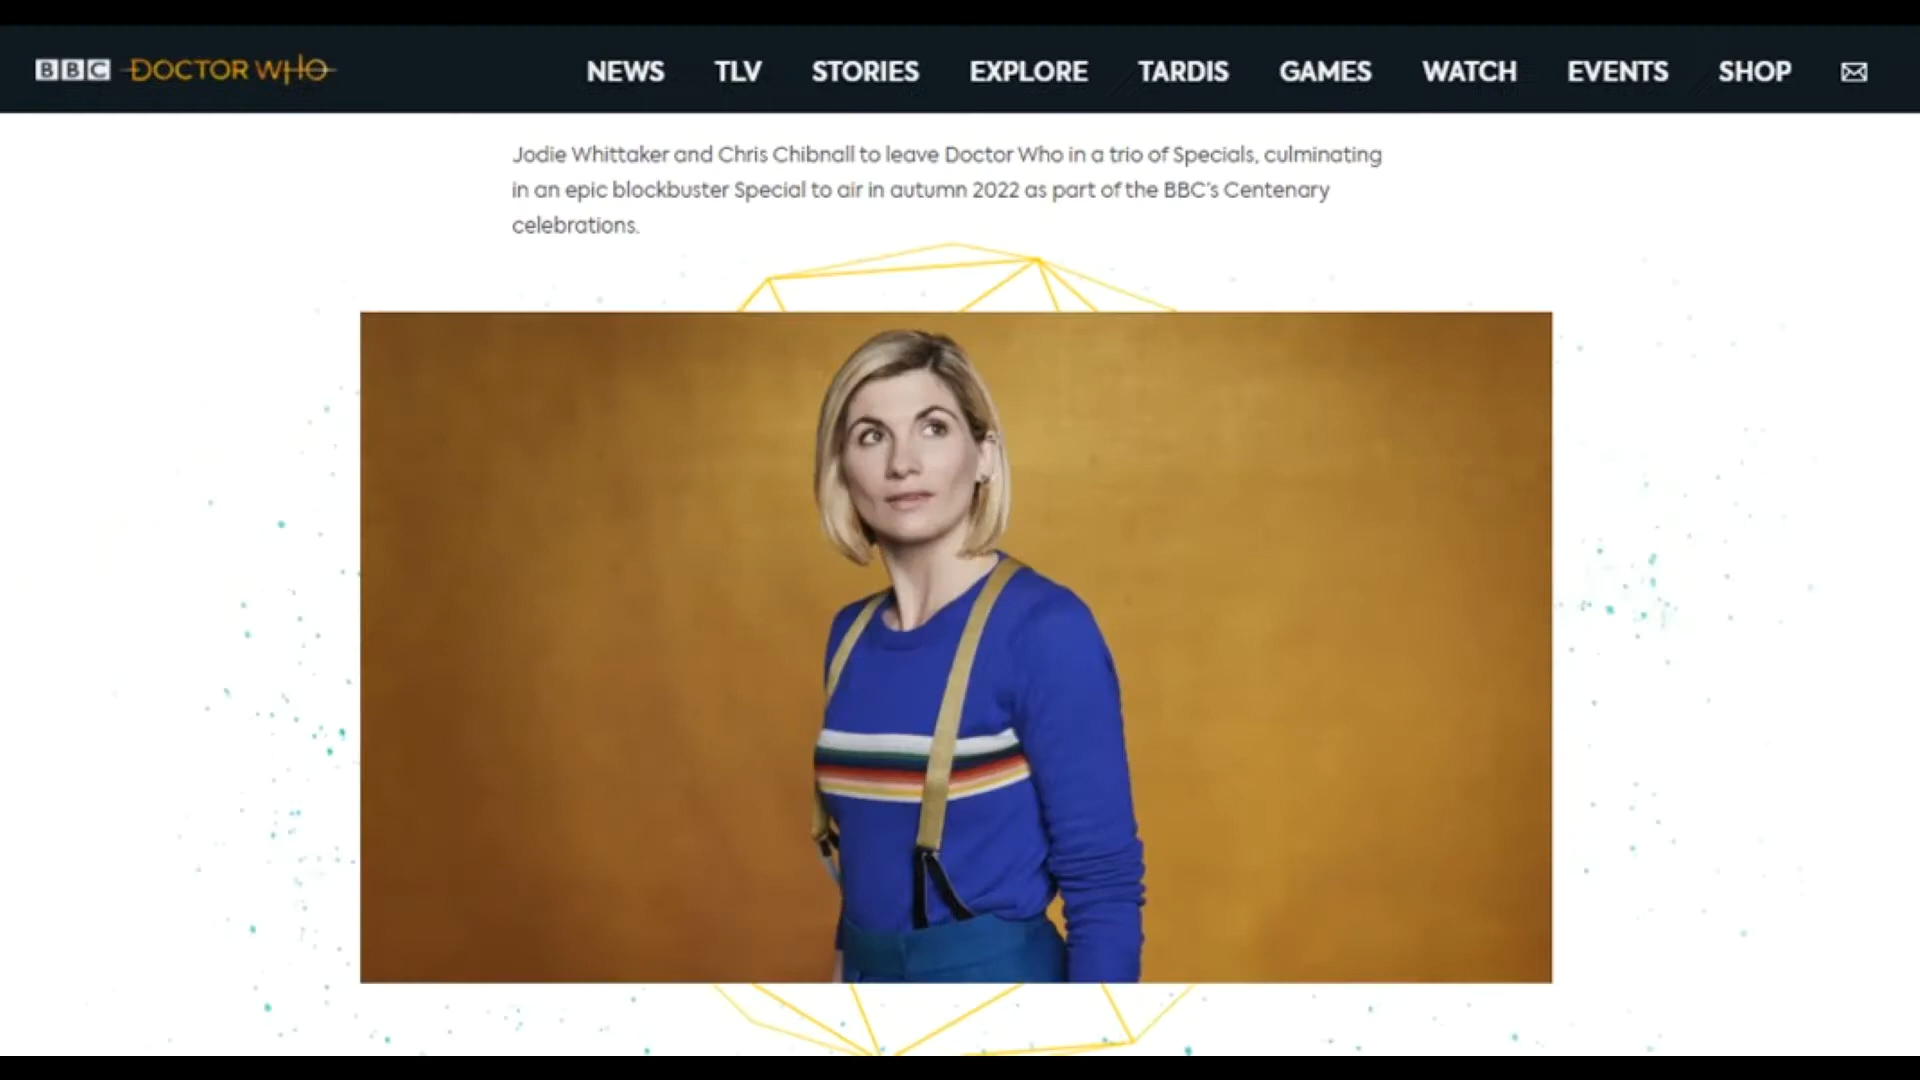 BBC DOCTOR WHO NEWS TLV STORIES EXPLORE TARDIS GAMES WATCH EVENTS SHOP
Jodie Whittaker and Chris Chibnall to leave Doctor Who in a trio of Specials, culminating
in an epic blockbuster Special to air in autumn 2022 as part of the BBC's Centenary
celebrations.